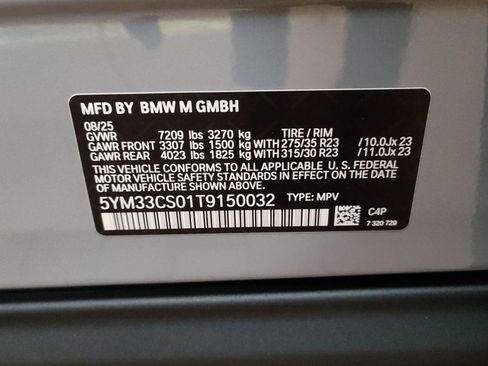 MFD BY BMW M GMBH
08/25
GVWR 7209 lbs 3270 kg TIRE / RIM
GAWR FRONT 3307 lbs 1500 kg WITH 275/35 R23 /10.0Jx 23
GAWR REAR 4023 lbs 1825 kg WITH 315/30 R23 /11.0Jx 23
THIS VEHICLE CONFORMS TO ALL APPLICABLE U. S. FEDERAL
MOTOR VEHICLE SAFETY STANDARDS IN EFFECT ON THE
DATE OF MANUFACTURE SHOWN ABOVE.
5YM33CS01T9150032 TYPE: MPV
C4P
7 320 729